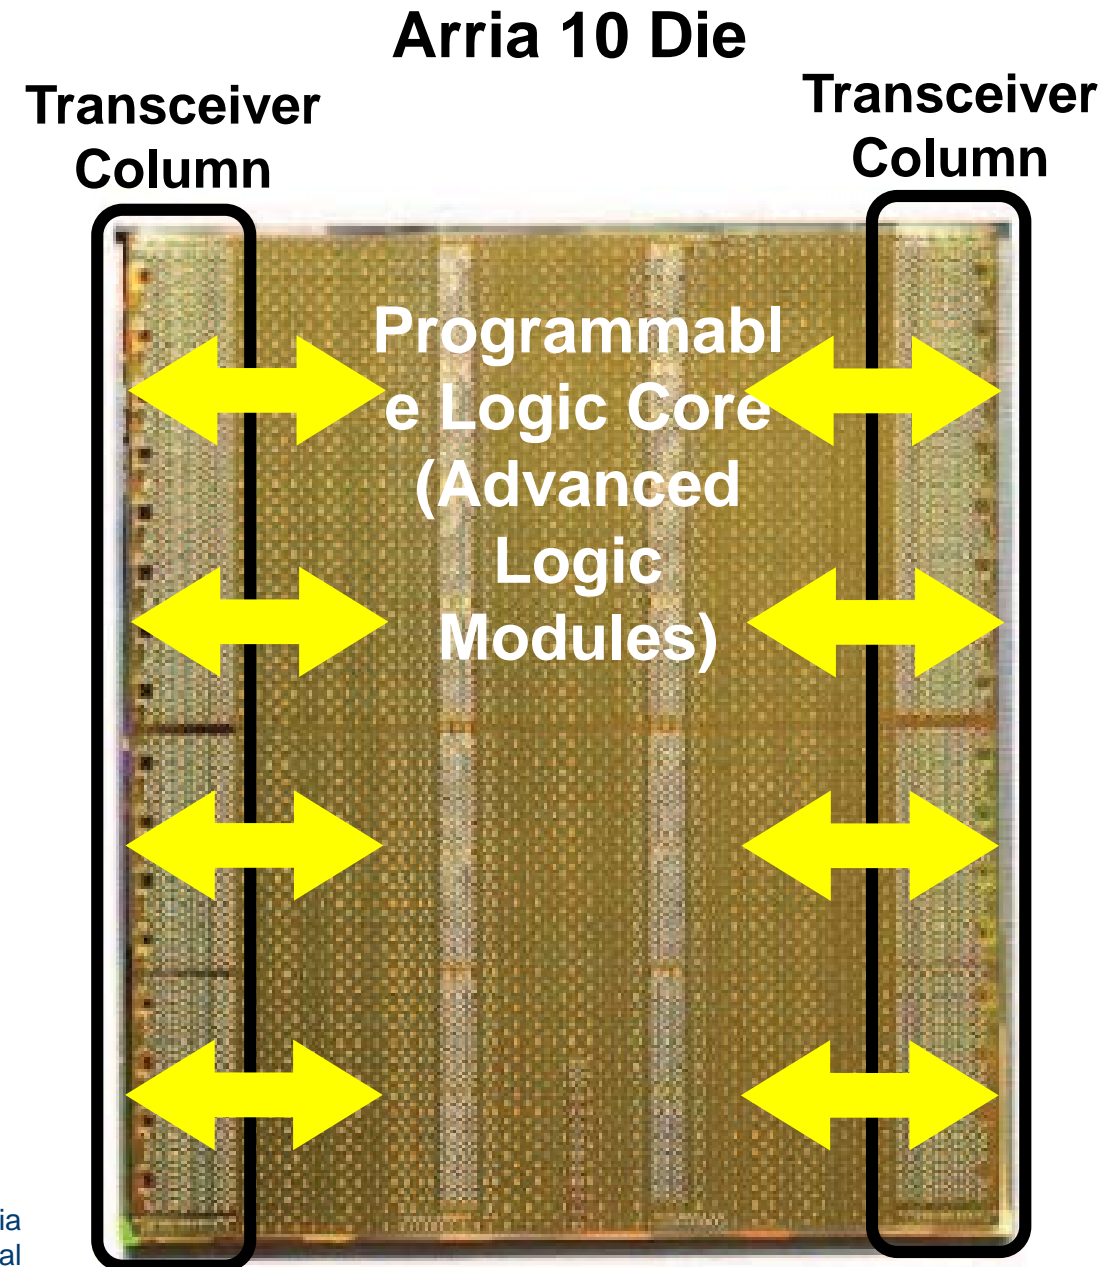 Arria 10 Die
Transceiver
Column
Transceiver
Column
Programmabl
e Logic Core
(Advanced
Logic
Modules)
ia
al